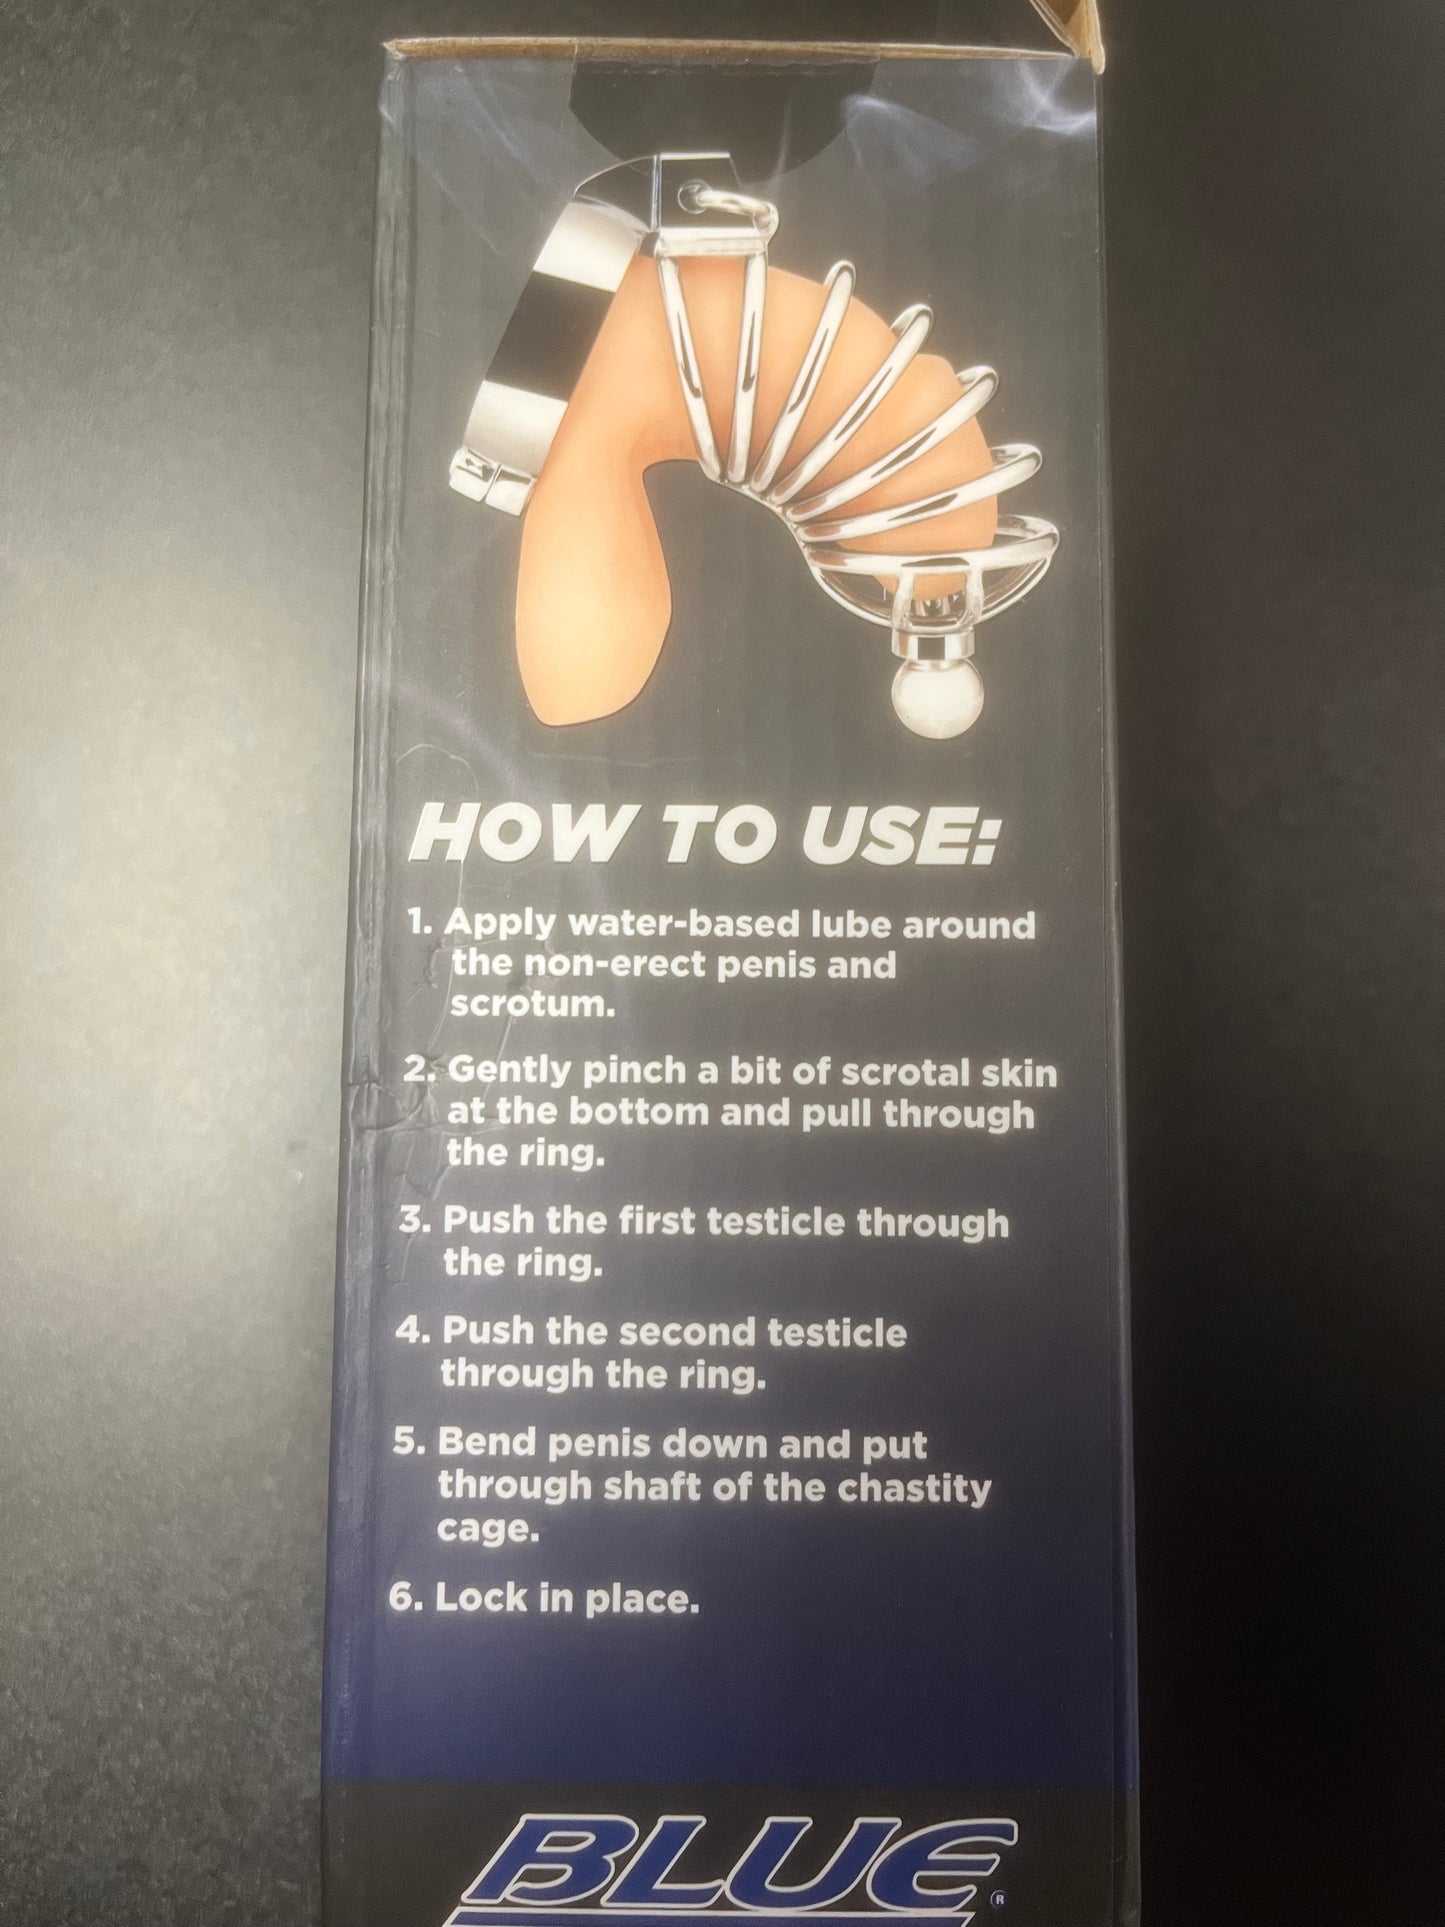 HOW TO USE:
1. Apply water-based lube around
the non-erect penis and
scrotum.
2. Gently pinch a bit of scrotal skin
at the bottom and pull through
the ring.
3. Push the first testicle through
the ring.
4. Push the second testicle
through the ring.
5. Bend penis down and put
through shaft of the chastity
cage.
6. Lock in place.
BLUE®